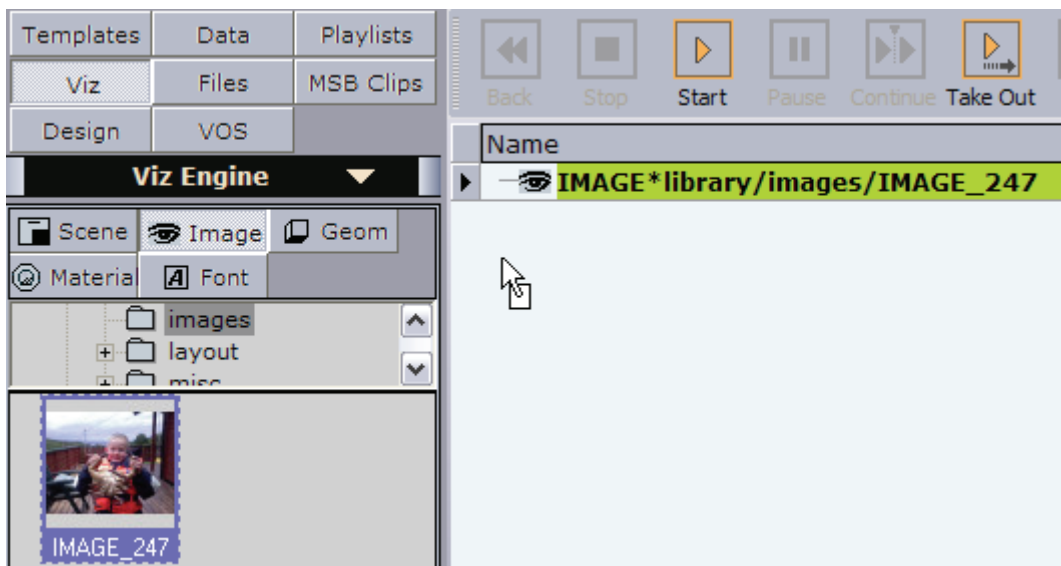 Templates Data Playlists
Viz Files MSB Clips
Design VOS
Viz Engine
Scene Image Geom
Material Font
images
layout
misc
IMAGE_247
Back Stop Start Pause Continue Take Out
Name
IMAGE*library/images/IMAGE_247